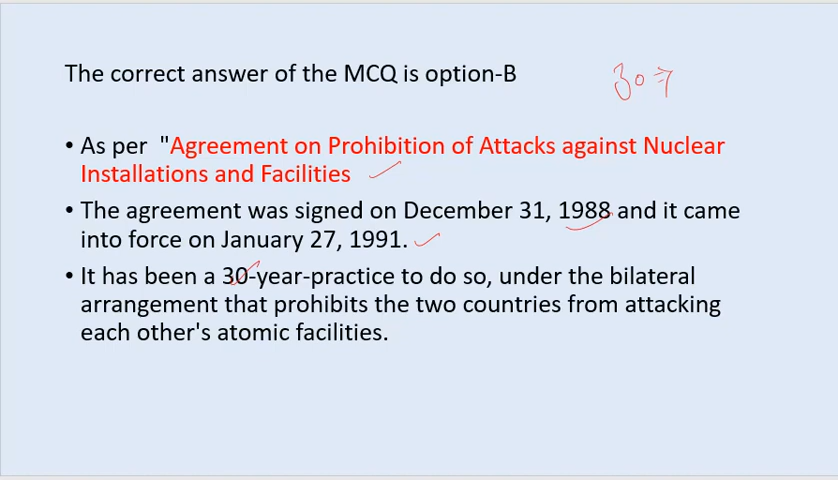 The correct answer of the MCQ is option-B
30
• As per "Agreement on Prohibition of Attacks against Nuclear
Installations and Facilities
• The agreement was signed on December 31, 1988 and it came
into force on January 27, 1991.
• It has been a 30-year-practice to do so, under the bilateral
arrangement that prohibits the two countries from attacking
each other's atomic facilities.